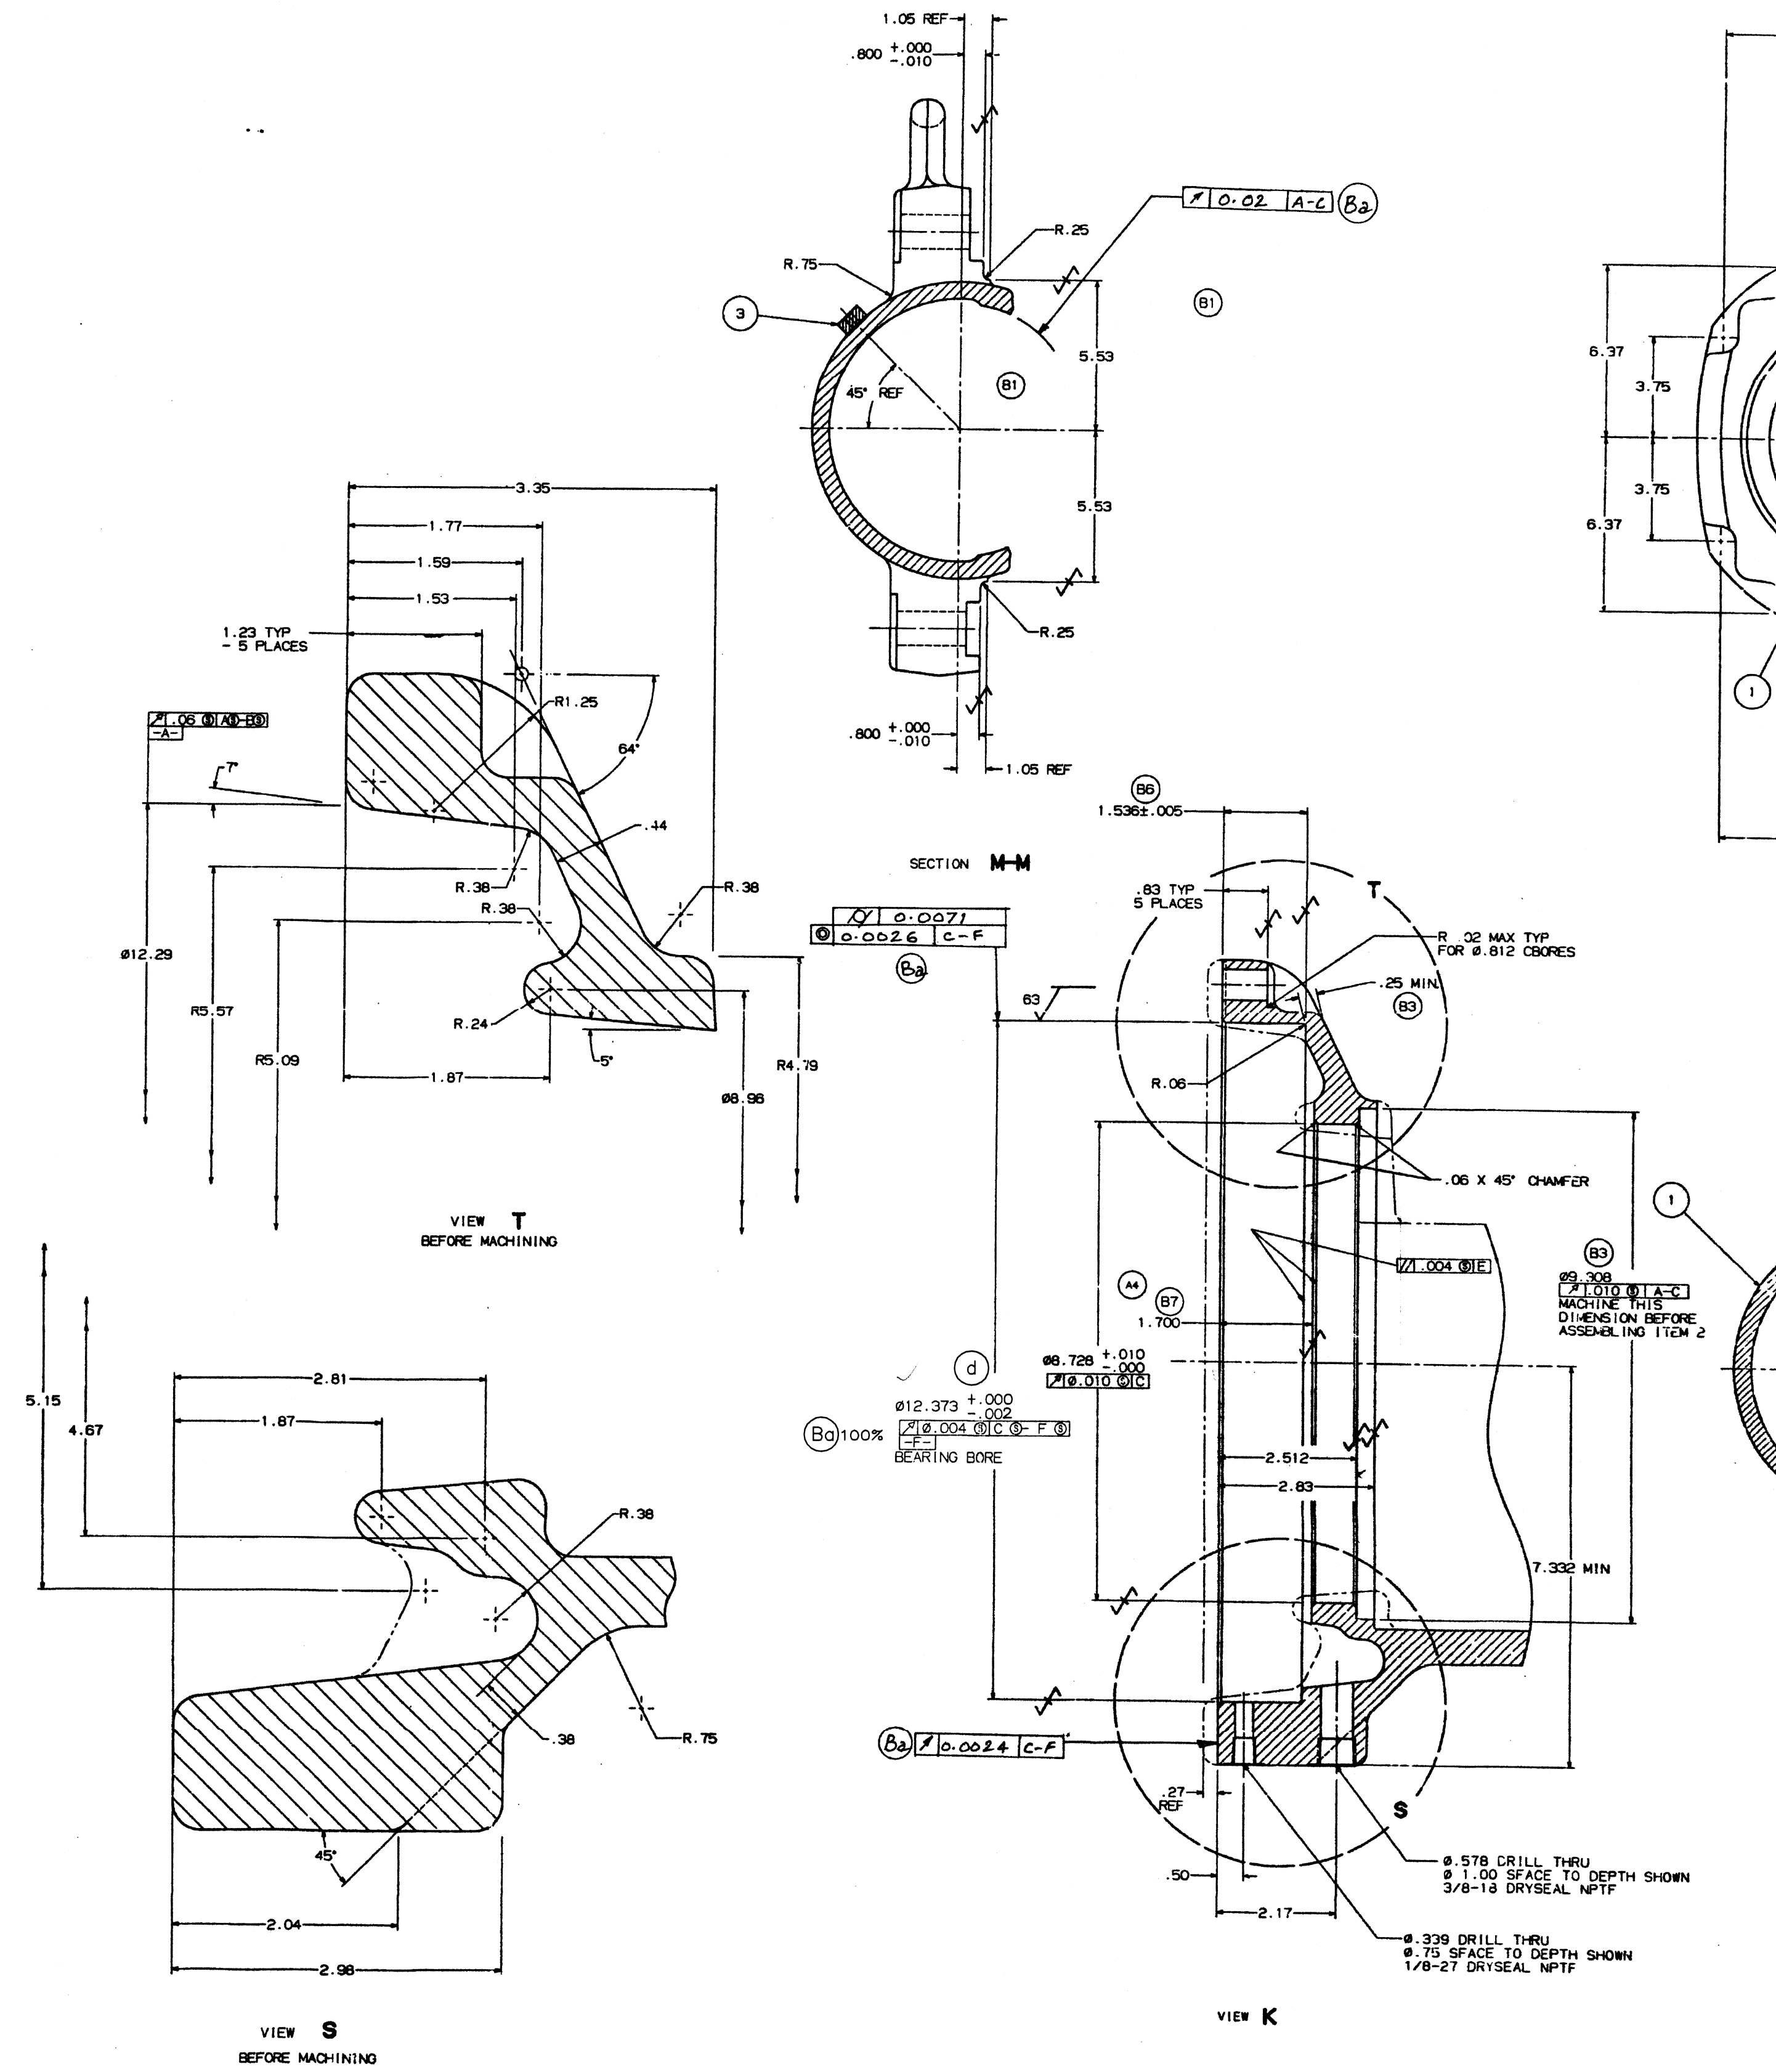 1.05 REF
.800 +.000
-.010
0.02 A-C Ba
R.25
R.75
3
B1
5.53
45° REF
B1
5.53
R.25
.800 +.000
-.010
1.05 REF
SECTION M-M
6.37
3.75
3.75
6.37
1
3.35
1.77
1.59
1.53
1.23 TYP
- 5 PLACES
R1.25
64°
.06 Ⓢ AⓈ-BⓈ
-A-
7°
.44
R.38
R.38
R.38
Ø12.29
R5.57
R5.09
R.24
5°
1.87
R4.79
Ø8.96
VIEW T
BEFORE MACHINING
B6
1.536±.005
T
.83 TYP
5 PLACES
0.0071
0.0026 C-F
Ba
R .02 MAX TYP
FOR Ø.812 CBORES
.25 MIN
B3
63
R.06
.06 X 45° CHAMFER
1
// .004 Ⓢ E
B3
Ø9.308
.010 Ⓢ A-C
MACHINE THIS
DIMENSION BEFORE
ASSEMBLING ITEM 2
A4
B7
1.700
Ø8.728 +.010
-.000
Ø.010 Ⓢ C
d
Ø12.373 +.000
-.002
Ba 100%
Ø.004 Ⓢ C Ⓢ- F Ⓢ
-F-
BEARING BORE
2.512
2.83
7.332 MIN
Ba 0.0024 C-F
.27
REF
S
.50
2.17
Ø.578 DRILL THRU
Ø 1.00 SFACE TO DEPTH SHOWN
3/8-18 DRYSEAL NPTF
Ø.339 DRILL THRU
Ø.75 SFACE TO DEPTH SHOWN
1/8-27 DRYSEAL NPTF
VIEW K
5.15
4.67
2.81
1.87
R.38
.38
R.75
45°
2.04
2.98
VIEW S
BEFORE MACHINING